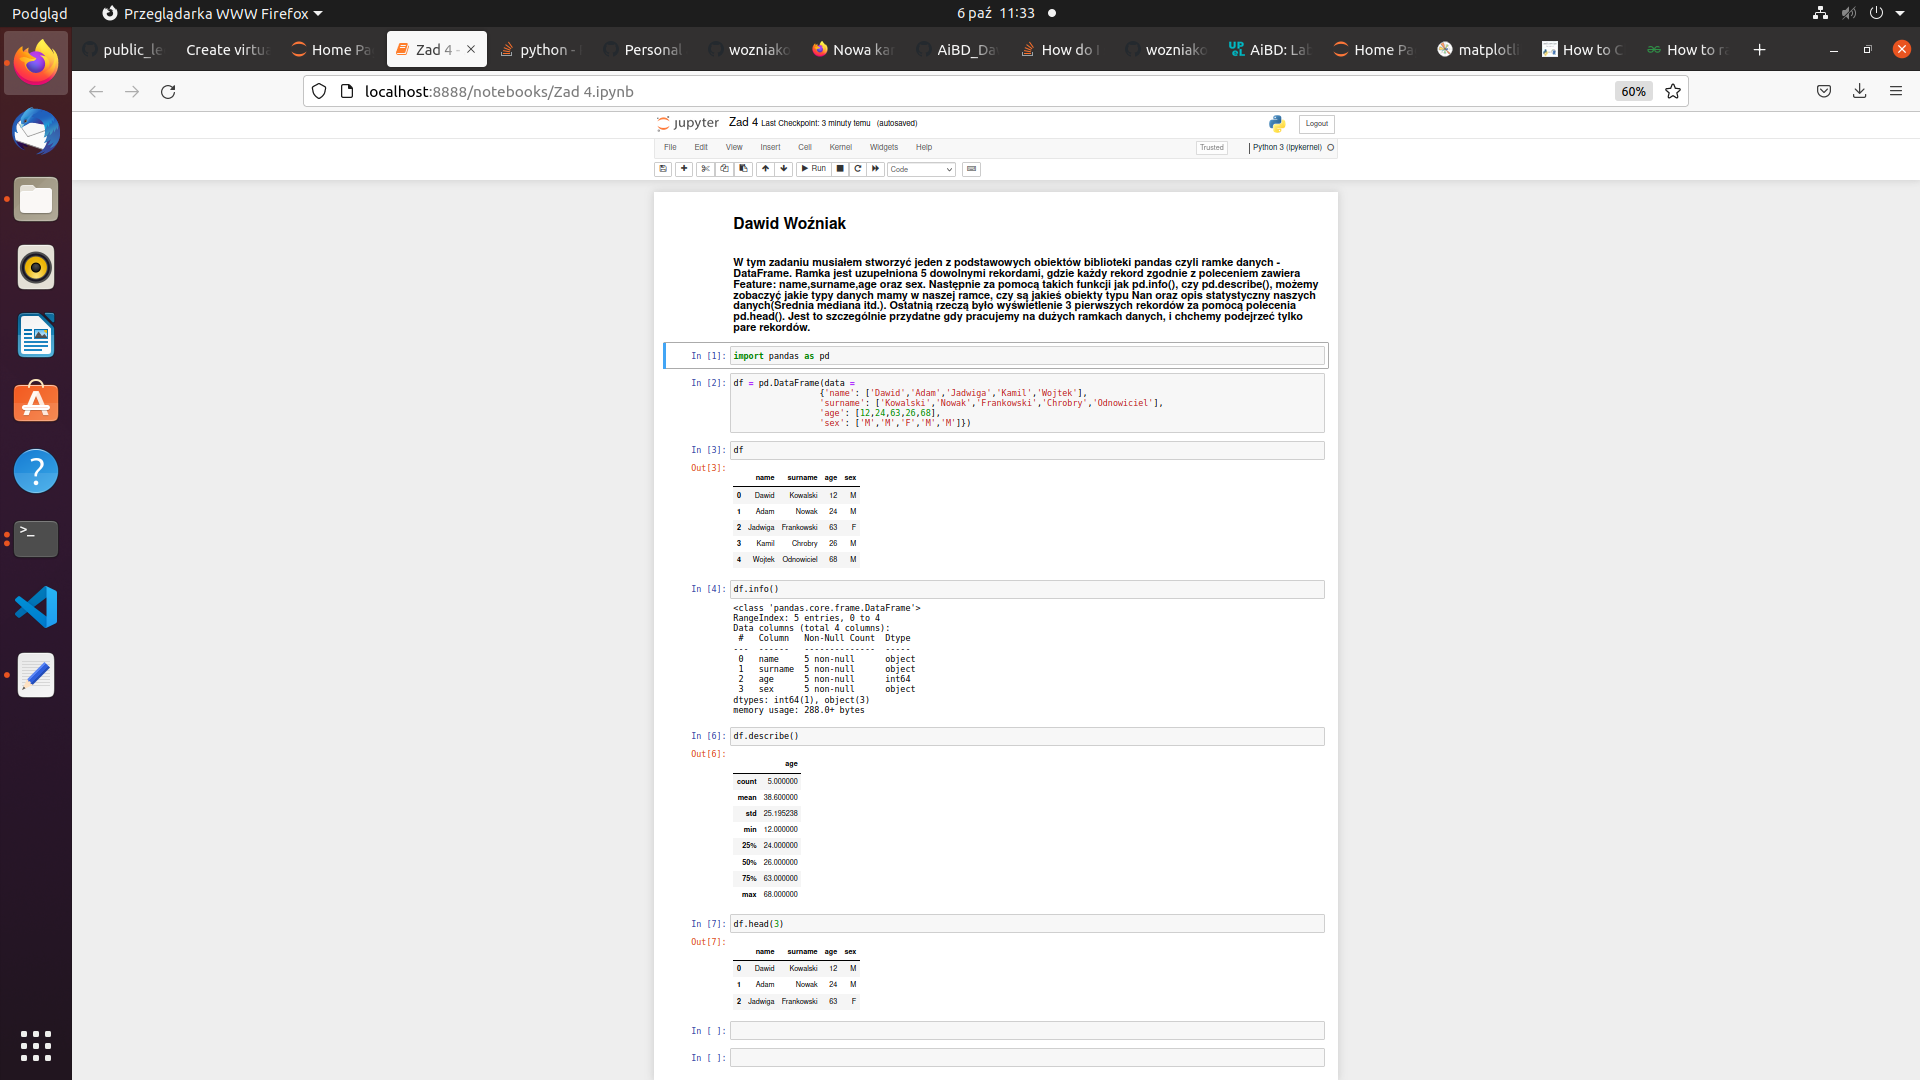 Podgląd Przeglądarka WWW Firefox 6 paź 11:33
public_le Create virtua Home Pa Zad 4 - python - Personal wozniako Nowa kar AiBD_Da How do I wozniako AiBD: Lab Home Pa matplotli How to C How to ra
localhost:8888/notebooks/Zad 4.ipynb 60%
jupyter Zad 4 Last Checkpoint: 3 minuty temu (autosaved) Logout
File Edit View Insert Cell Kernel Widgets Help Trusted Python 3 (ipykernel)
Run Code
Dawid Woźniak
W tym zadaniu musiałem stworzyć jeden z podstawowych obiektów biblioteki pandas czyli ramke danych -
DataFrame. Ramka jest uzupełniona 5 dowolnymi rekordami, gdzie każdy rekord zgodnie z poleceniem zawiera
Feature: name,surname,age oraz sex. Następnie za pomocą takich funkcji jak pd.info(), czy pd.describe(), możemy
zobaczyć jakie typy danych mamy w naszej ramce, czy są jakieś obiekty typu Nan oraz opis statystyczny naszych
danych(Średnia mediana itd.). Ostatnią rzeczą było wyświetlenie 3 pierwszych rekordów za pomocą polecenia
pd.head(). Jest to szczególnie przydatne gdy pracujemy na dużych ramkach danych, i chchemy podejrzeć tylko
pare rekordów.
In [1]: import pandas as pd
In [2]: df = pd.DataFrame(data =
{'name': ['Dawid','Adam','Jadwiga','Kamil','Wojtek'],
'surname': ['Kowalski','Nowak','Frankowski','Chrobry','Odnowiciel'],
'age': [12,24,63,26,68],
'sex': ['M','M','F','M','M']})
In [3]: df
Out[3]:
name surname age sex
0 Dawid Kowalski 12 M
1 Adam Nowak 24 M
2 Jadwiga Frankowski 63 F
3 Kamil Chrobry 26 M
4 Wojtek Odnowiciel 68 M
In [4]: df.info()
<class 'pandas.core.frame.DataFrame'>
RangeIndex: 5 entries, 0 to 4
Data columns (total 4 columns):
# Column Non-Null Count Dtype
--- ------ -------------- -----
0 name 5 non-null object
1 surname 5 non-null object
2 age 5 non-null int64
3 sex 5 non-null object
dtypes: int64(1), object(3)
memory usage: 288.0+ bytes
In [6]: df.describe()
Out[6]:
age
count 5.000000
mean 38.600000
std 25.195238
min 12.000000
25% 24.000000
50% 26.000000
75% 63.000000
max 68.000000
In [7]: df.head(3)
Out[7]:
name surname age sex
0 Dawid Kowalski 12 M
1 Adam Nowak 24 M
2 Jadwiga Frankowski 63 F
In [ ]:
In [ ]: